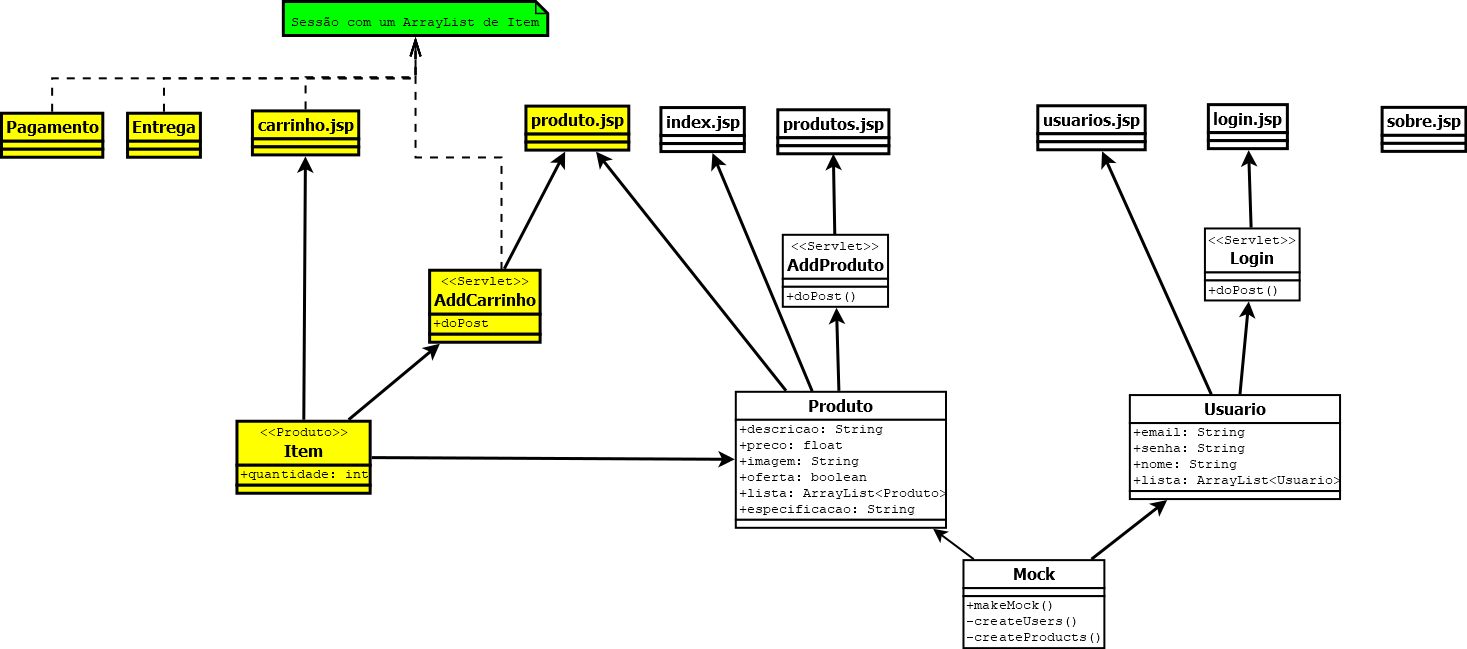 Sessão com um ArrayList de Item
Pagamento
Entrega
carrinho.jsp
produto.jsp
index.jsp
produtos.jsp
usuarios.jsp
login.jsp
sobre.jsp
<<Servlet>>
AddCarrinho
+doPost
<<Servlet>>
AddProduto
+doPost()
<<Servlet>>
Login
+doPost()
<<Produto>>
Item
+quantidade: int
Produto
+descricao: String
+preco: float
+imagem: String
+oferta: boolean
+lista: ArrayList<Produto>
+especificacao: String
Usuario
+email: String
+senha: String
+nome: String
+lista: ArrayList<Usuario>
Mock
+makeMock()
-createUsers()
-createProducts()